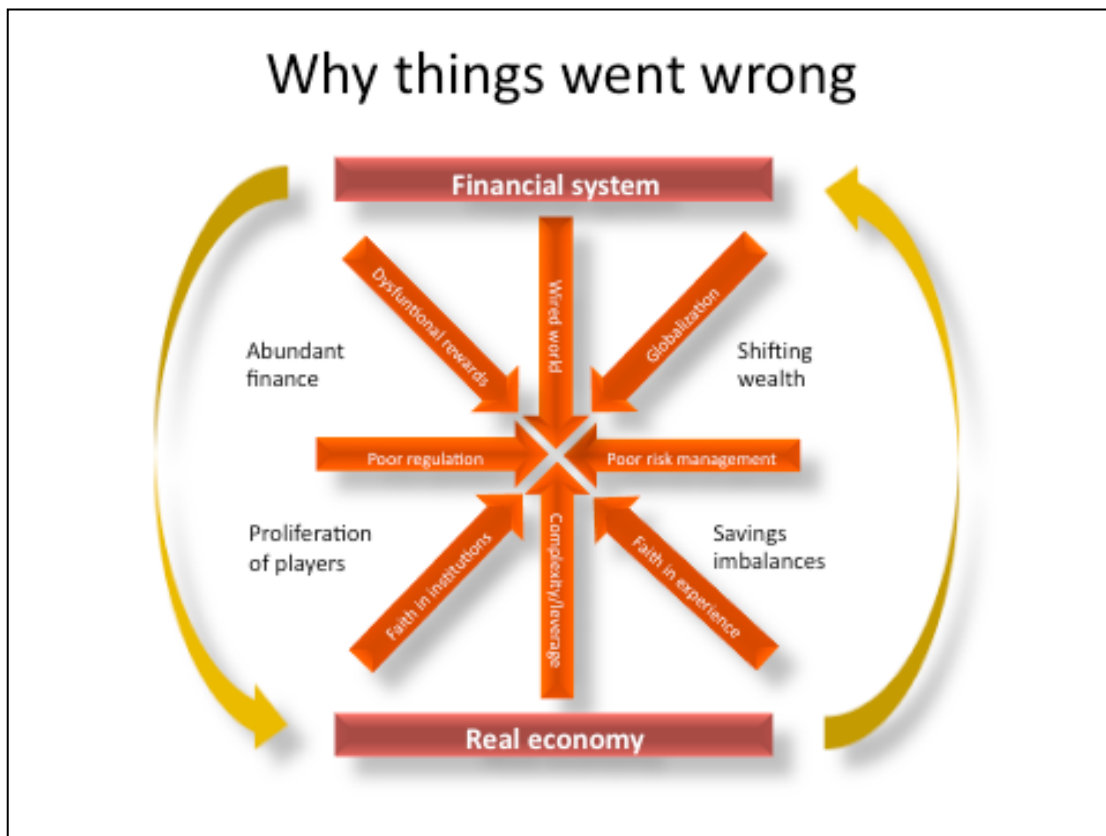 Why things went wrong
Financial system
Dysfuntional rewards
Wired world
Globalization
Abundant
finance
Shifting
wealth
Poor regulation
Poor risk management
Proliferation
of players
Savings
imbalances
Faith in institutions
Complexity/laverage
Faith in experience
Real economy